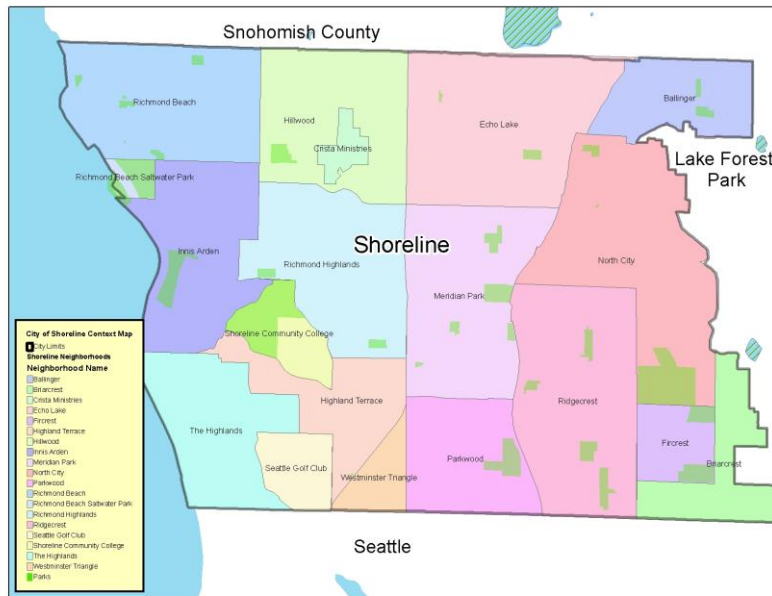 Snohomish County
Richmond Beach
Hillwood
Crista Ministries
Echo Lake
Ballinger
Lake Forest
Park
Richmond Beach Saltwater Park
Innis Arden
Richmond Highlands
Shoreline
North City
Meridian Park
Shoreline Community College
Highland Terrace
Ridgecrest
The Highlands
Seattle Golf Club
Westminster Triangle
Parkwood
Fircrest
Briarcrest
Seattle
City of Shoreline Context Map
City Limits
Shoreline Neighborhoods
Neighborhood Name
Ballinger
Briarcrest
Crista Ministries
Echo Lake
Fircrest
Highland Terrace
Hillwood
Innis Arden
Meridian Park
North City
Parkwood
Richmond Beach
Richmond Beach Saltwater Park
Richmond Highlands
Ridgecrest
Seattle Golf Club
Shoreline Community College
The Highlands
Westminster Triangle
Parks